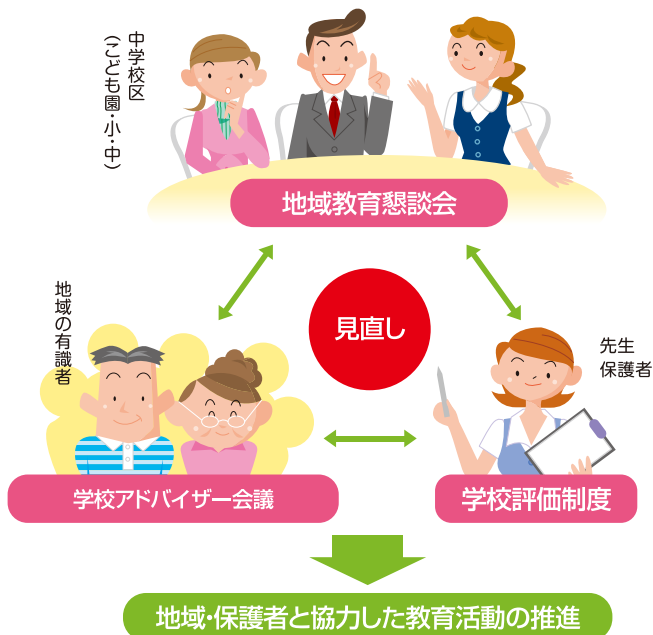 中学校区
（こども園・小・中）
地域教育懇談会
見直し
地域の有識者
先生
保護者
学校アドバイザー会議
学校評価制度
地域・保護者と協力した教育活動の推進